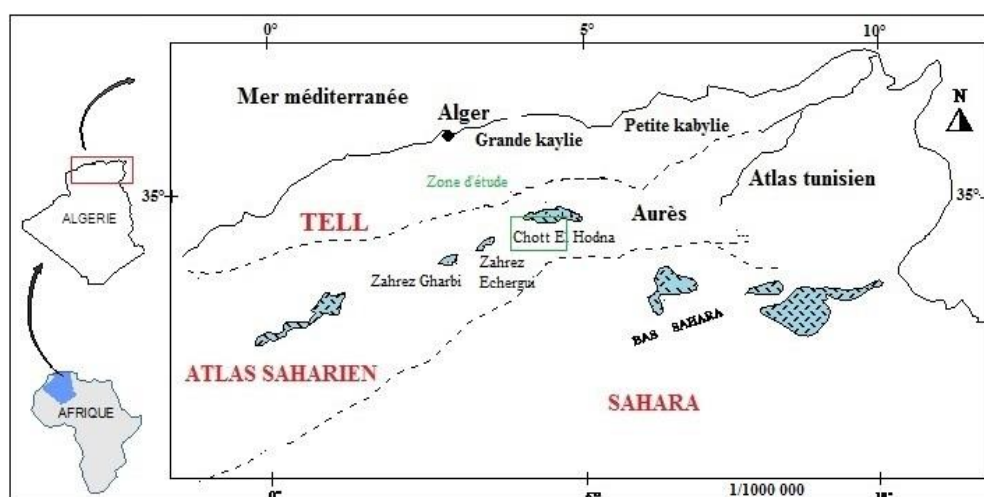 0°
5°
10°
Mer méditerranée
Alger
Grande kaylie
Petite kabylie
N
Zone d'étude
35°
35°
Atlas tunisien
ALGERIE
TELL
Aurès
Chott E. Hodna
Zahrez Gharbi
Zahrez
Echergui
BAS SAHARA
ATLAS SAHARIEN
SAHARA
AFRIQUE
1/1000 000